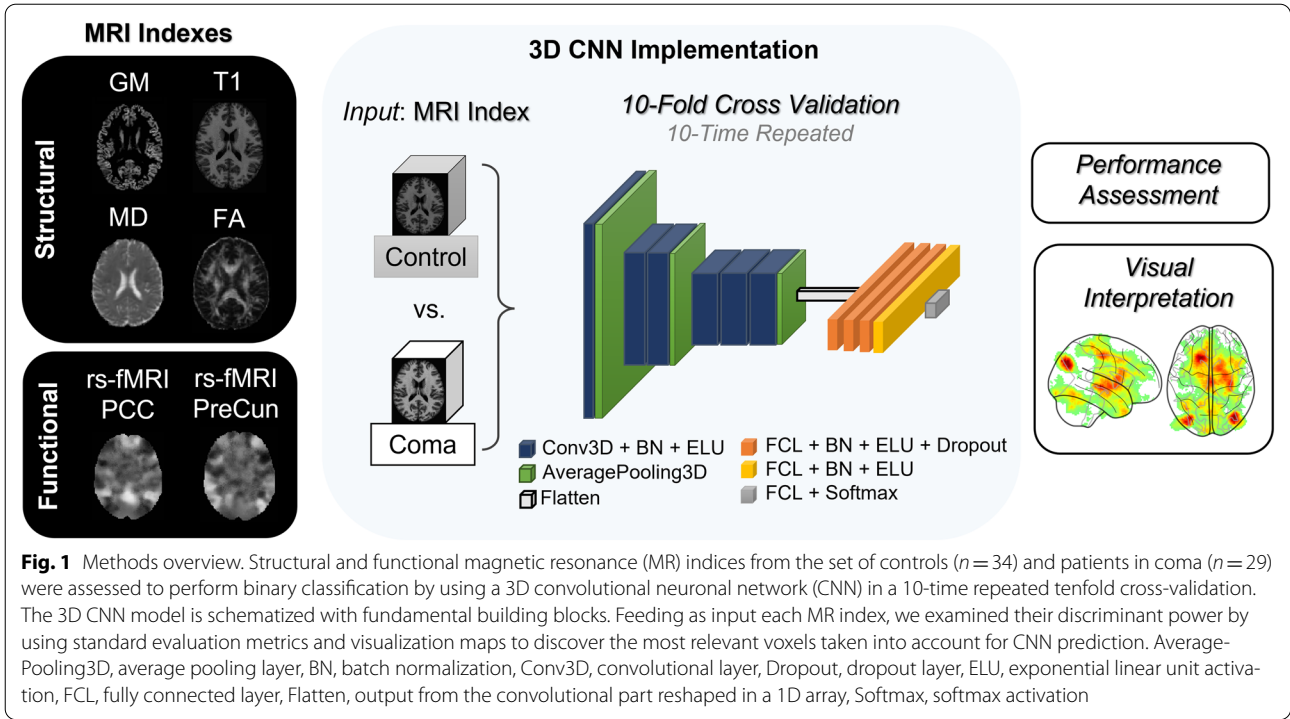 MRI Indexes
Structural
GM
T1
MD
FA
Functional
rs-fMRI
PCC
rs-fMRI
PreCun
3D CNN Implementation
Input: MRI Index
Control
vs.
Coma
10-Fold Cross Validation
10-Time Repeated
Conv3D + BN + ELU
AveragePooling3D
Flatten
FCL + BN + ELU + Dropout
FCL + BN + ELU
FCL + Softmax
Performance
Assessment
Visual
Interpretation
Fig. 1 Methods overview. Structural and functional magnetic resonance (MR) indices from the set of controls (n = 34) and patients in coma (n = 29)
were assessed to perform binary classification by using a 3D convolutional neuronal network (CNN) in a 10-time repeated tenfold cross-validation.
The 3D CNN model is schematized with fundamental building blocks. Feeding as input each MR index, we examined their discriminant power by
using standard evaluation metrics and visualization maps to discover the most relevant voxels taken into account for CNN prediction. Average-
Pooling3D, average pooling layer, BN, batch normalization, Conv3D, convolutional layer, Dropout, dropout layer, ELU, exponential linear unit activa-
tion, FCL, fully connected layer, Flatten, output from the convolutional part reshaped in a 1D array, Softmax, softmax activation